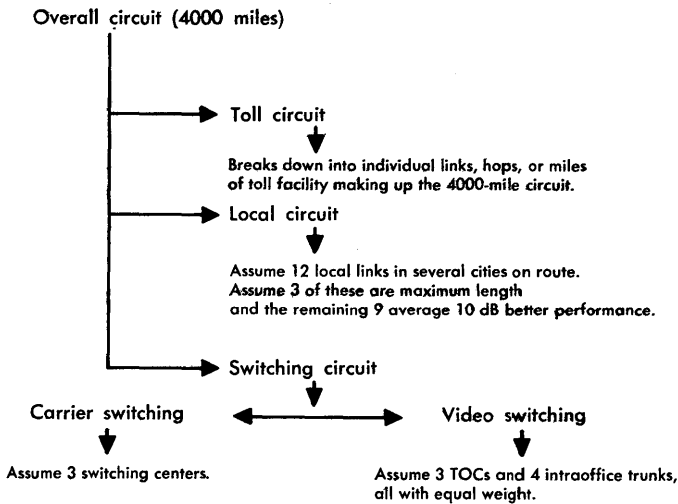 Overall circuit (4000 miles)
Toll circuit
Breaks down into individual links, hops, or miles
of toll facility making up the 4000-mile circuit.
Local circuit
Assume 12 local links in several cities on route.
Assume 3 of these are maximum length
and the remaining 9 average 10 dB better performance.
Switching circuit
Carrier switching
Video switching
Assume 3 switching centers.
Assume 3 TOCs and 4 intraoffice trunks,
all with equal weight.